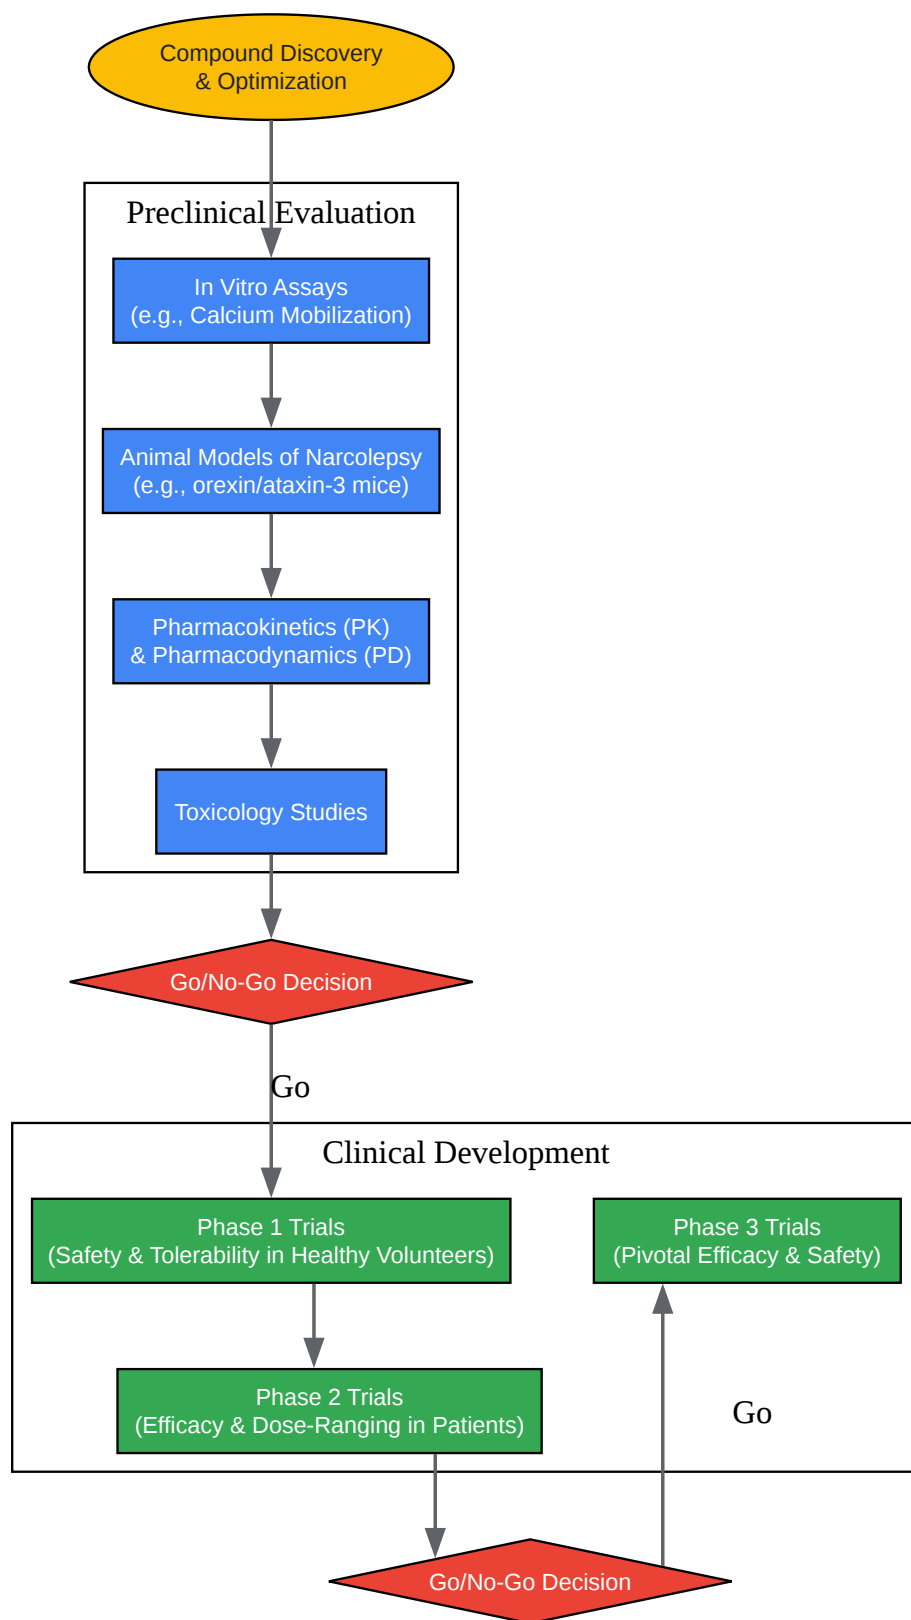 Compound Discovery
& Optimization
Preclinical Evaluation
In Vitro Assays
(e.g., Calcium Mobilization)
Animal Models of Narcolepsy
(e.g., orexin/ataxin-3 mice)
Pharmacokinetics (PK)
& Pharmacodynamics (PD)
Toxicology Studies
Go/No-Go Decision
Go
Clinical Development
Phase 1 Trials
(Safety & Tolerability in Healthy Volunteers)
Phase 3 Trials
(Pivotal Efficacy & Safety)
Phase 2 Trials
(Efficacy & Dose-Ranging in Patients)
Go
Go/No-Go Decision